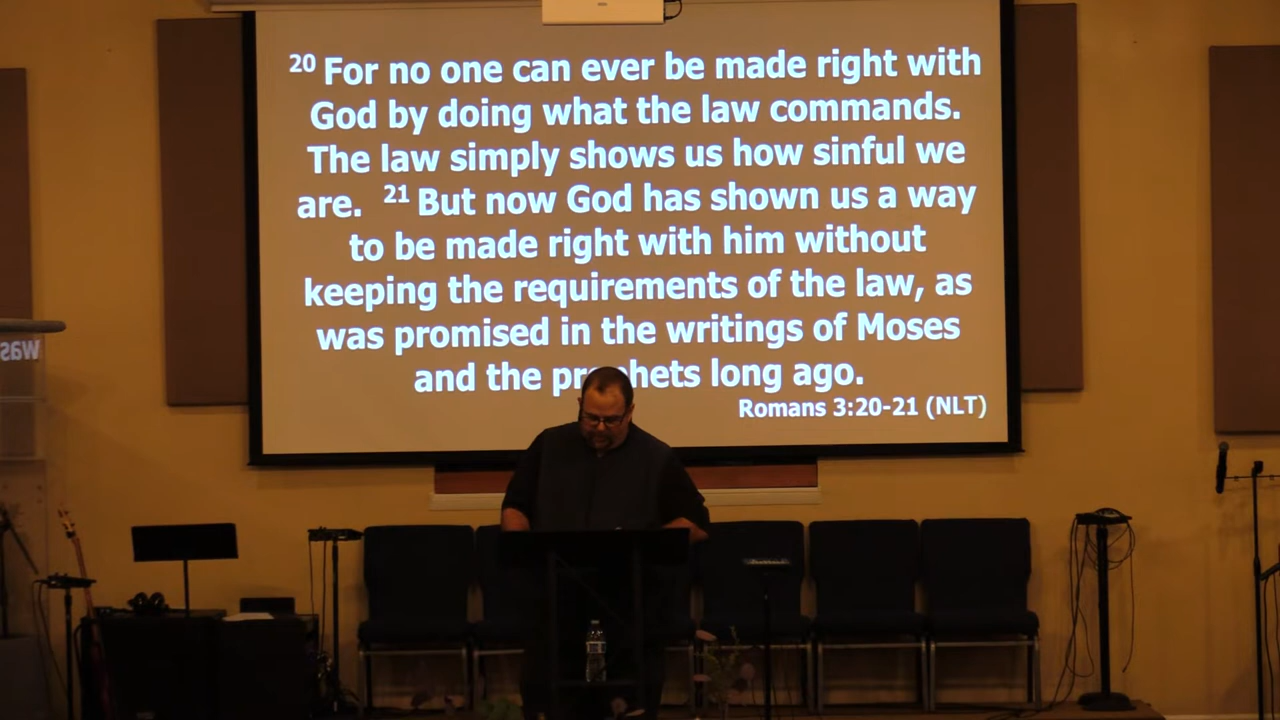 20 For no one can ever be made right with
God by doing what the law commands.
The law simply shows us how sinful we
are. 21 But now God has shown us a way
to be made right with him without
keeping the requirements of the law, as
was promised in the writings of Moses
and the prophets long ago.
Romans 3:20-21 (NLT)
was